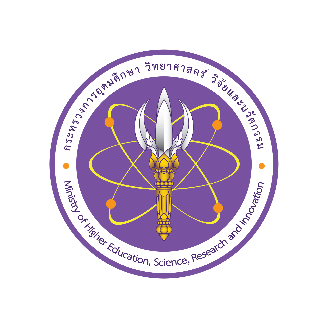 กระทรวงการอุดมศึกษา วิทยาศาสตร์ วิจัยและนวัตกรรม
Ministry of Higher Education, Science, Research and Innovation